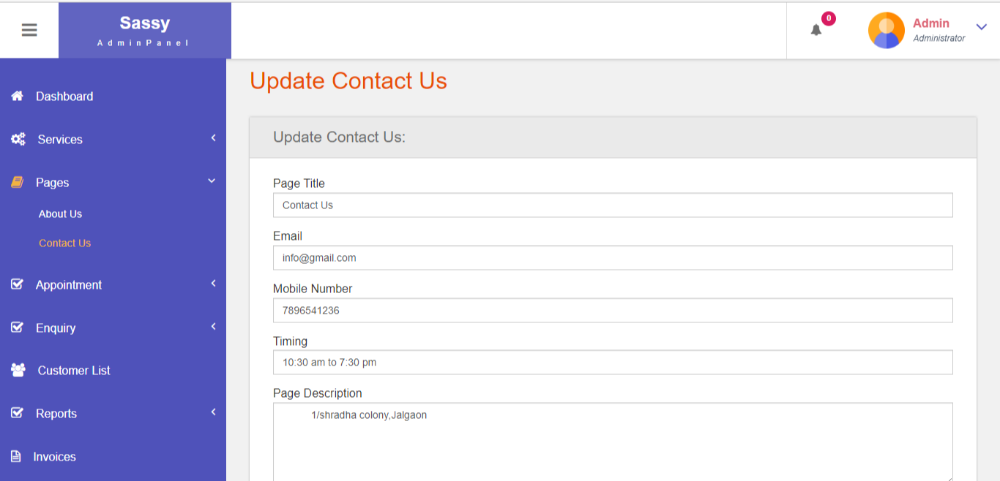 Sassy
AdminPanel
0
Admin
Administrator
Dashboard
Services
Pages
About Us
Contact Us
Appointment
Enquiry
Customer List
Reports
Invoices
Update Contact Us
Update Contact Us:
Page Title
Contact Us
Email
info@gmail.com
Mobile Number
7896541236
Timing
10:30 am to 7:30 pm
Page Description
1/shradha colony,Jalgaon